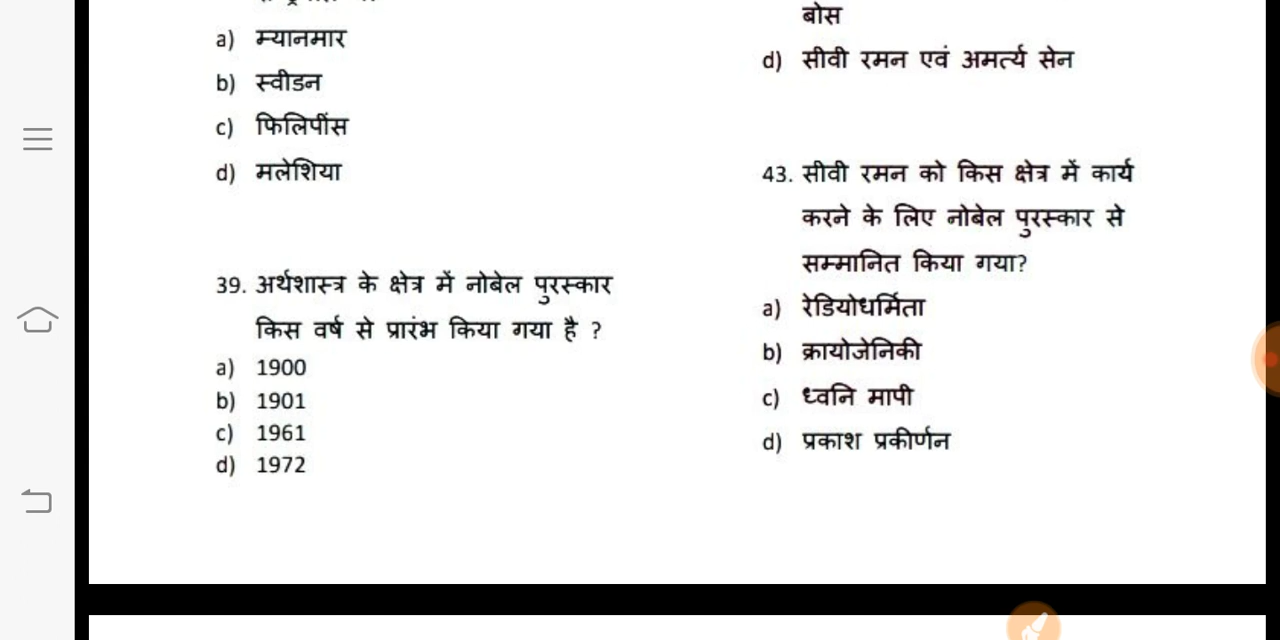 a) म्यानमार
b) स्वीडन
c) फिलिपींस
d) मलेशिया
39. अर्थशास्त्र के क्षेत्र में नोबेल पुरस्कार
किस वर्ष से प्रारंभ किया गया है ?
a) 1900
b) 1901
c) 1961
d) 1972
बोस
d) सीवी रमन एवं अमर्त्य सेन
43. सीवी रमन को किस क्षेत्र में कार्य
करने के लिए नोबेल पुरस्कार से
सम्मानित किया गया?
a) रेडियोधर्मिता
b) क्रायोजेनिकी
c) ध्वनि मापी
d) प्रकाश प्रकीर्णन